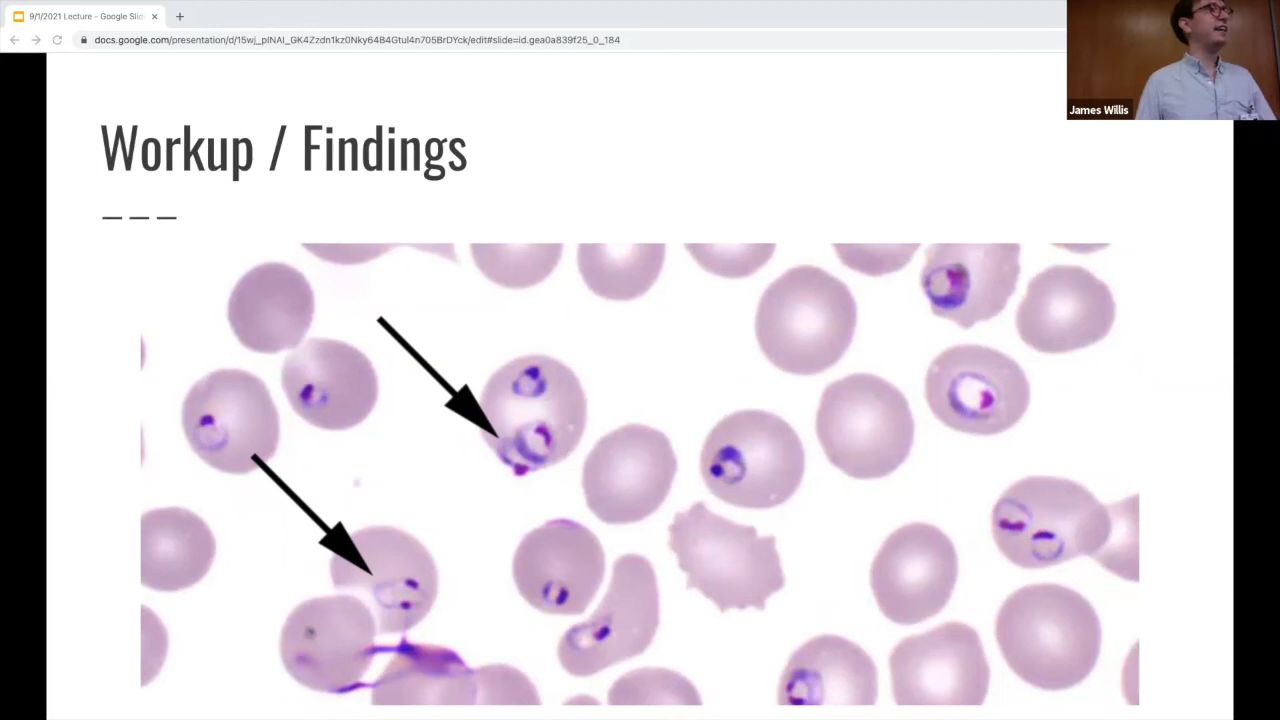 9/1/2021 Lecture - Google Slid
docs.google.com/presentation/d/15wj_pINAI_GK4Zzdn1kz0Nky64B4Gtul4n705BrDYck/edit#slide=id.gea0a839f25_0_184
James Willis
Workup / Findings